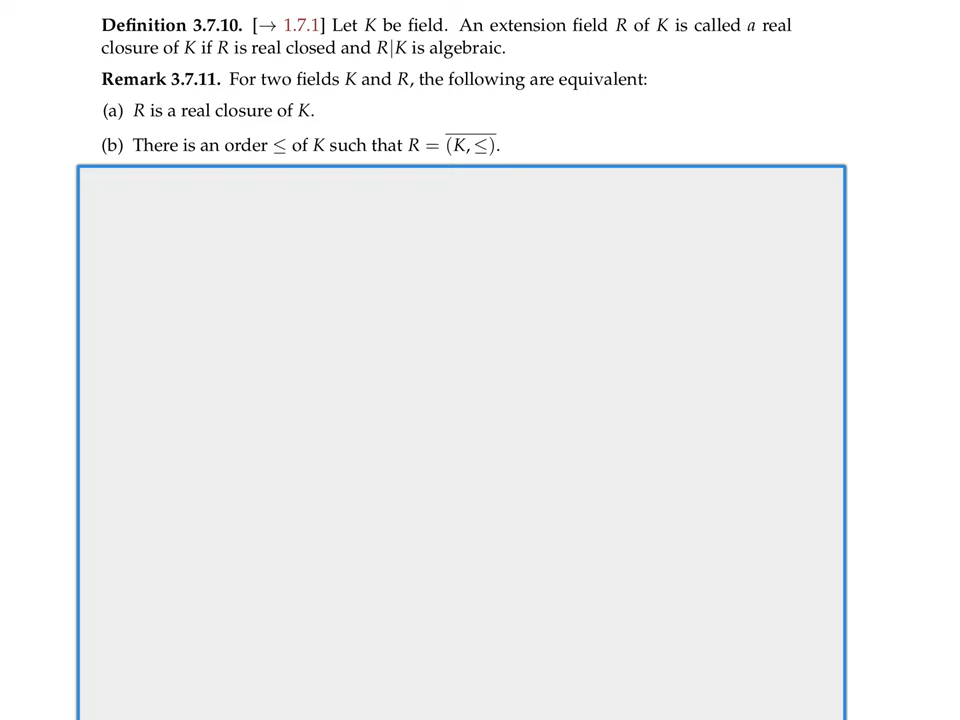 Definition 3.7.10. [→ 1.7.1] Let K be field. An extension field R of K is called a real
closure of K if R is real closed and R|K is algebraic.
Remark 3.7.11. For two fields K and R, the following are equivalent:
(a) R is a real closure of K.
(b) There is an order ≤ of K such that R = \overline{(K, ≤)}.